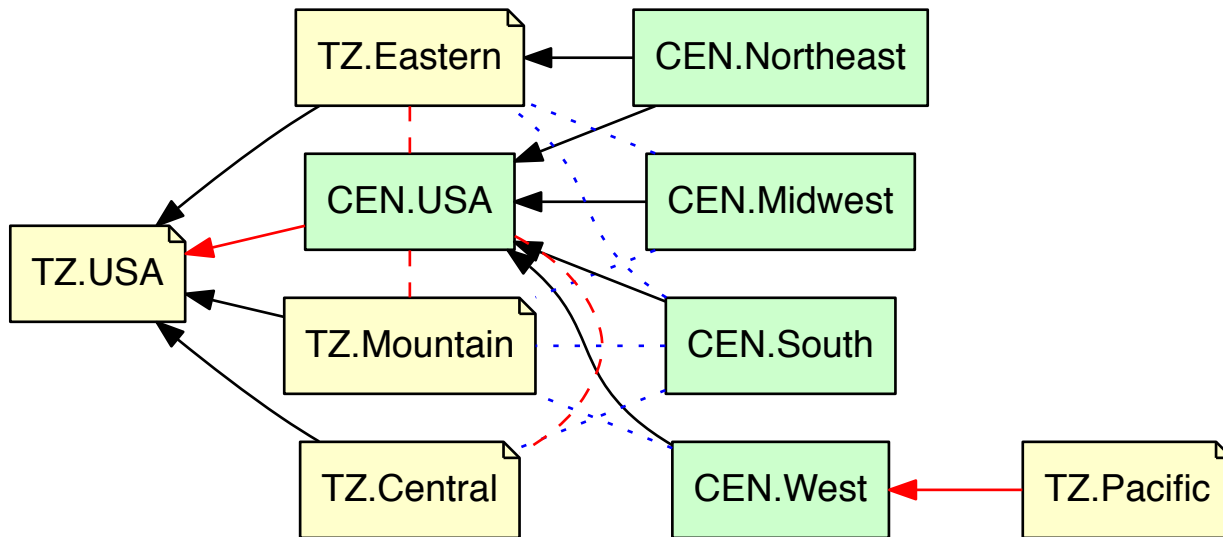 TZ.Eastern
CEN.Northeast
CEN.USA
CEN.Midwest
TZ.USA
TZ.Mountain
CEN.South
TZ.Central
CEN.West
TZ.Pacific